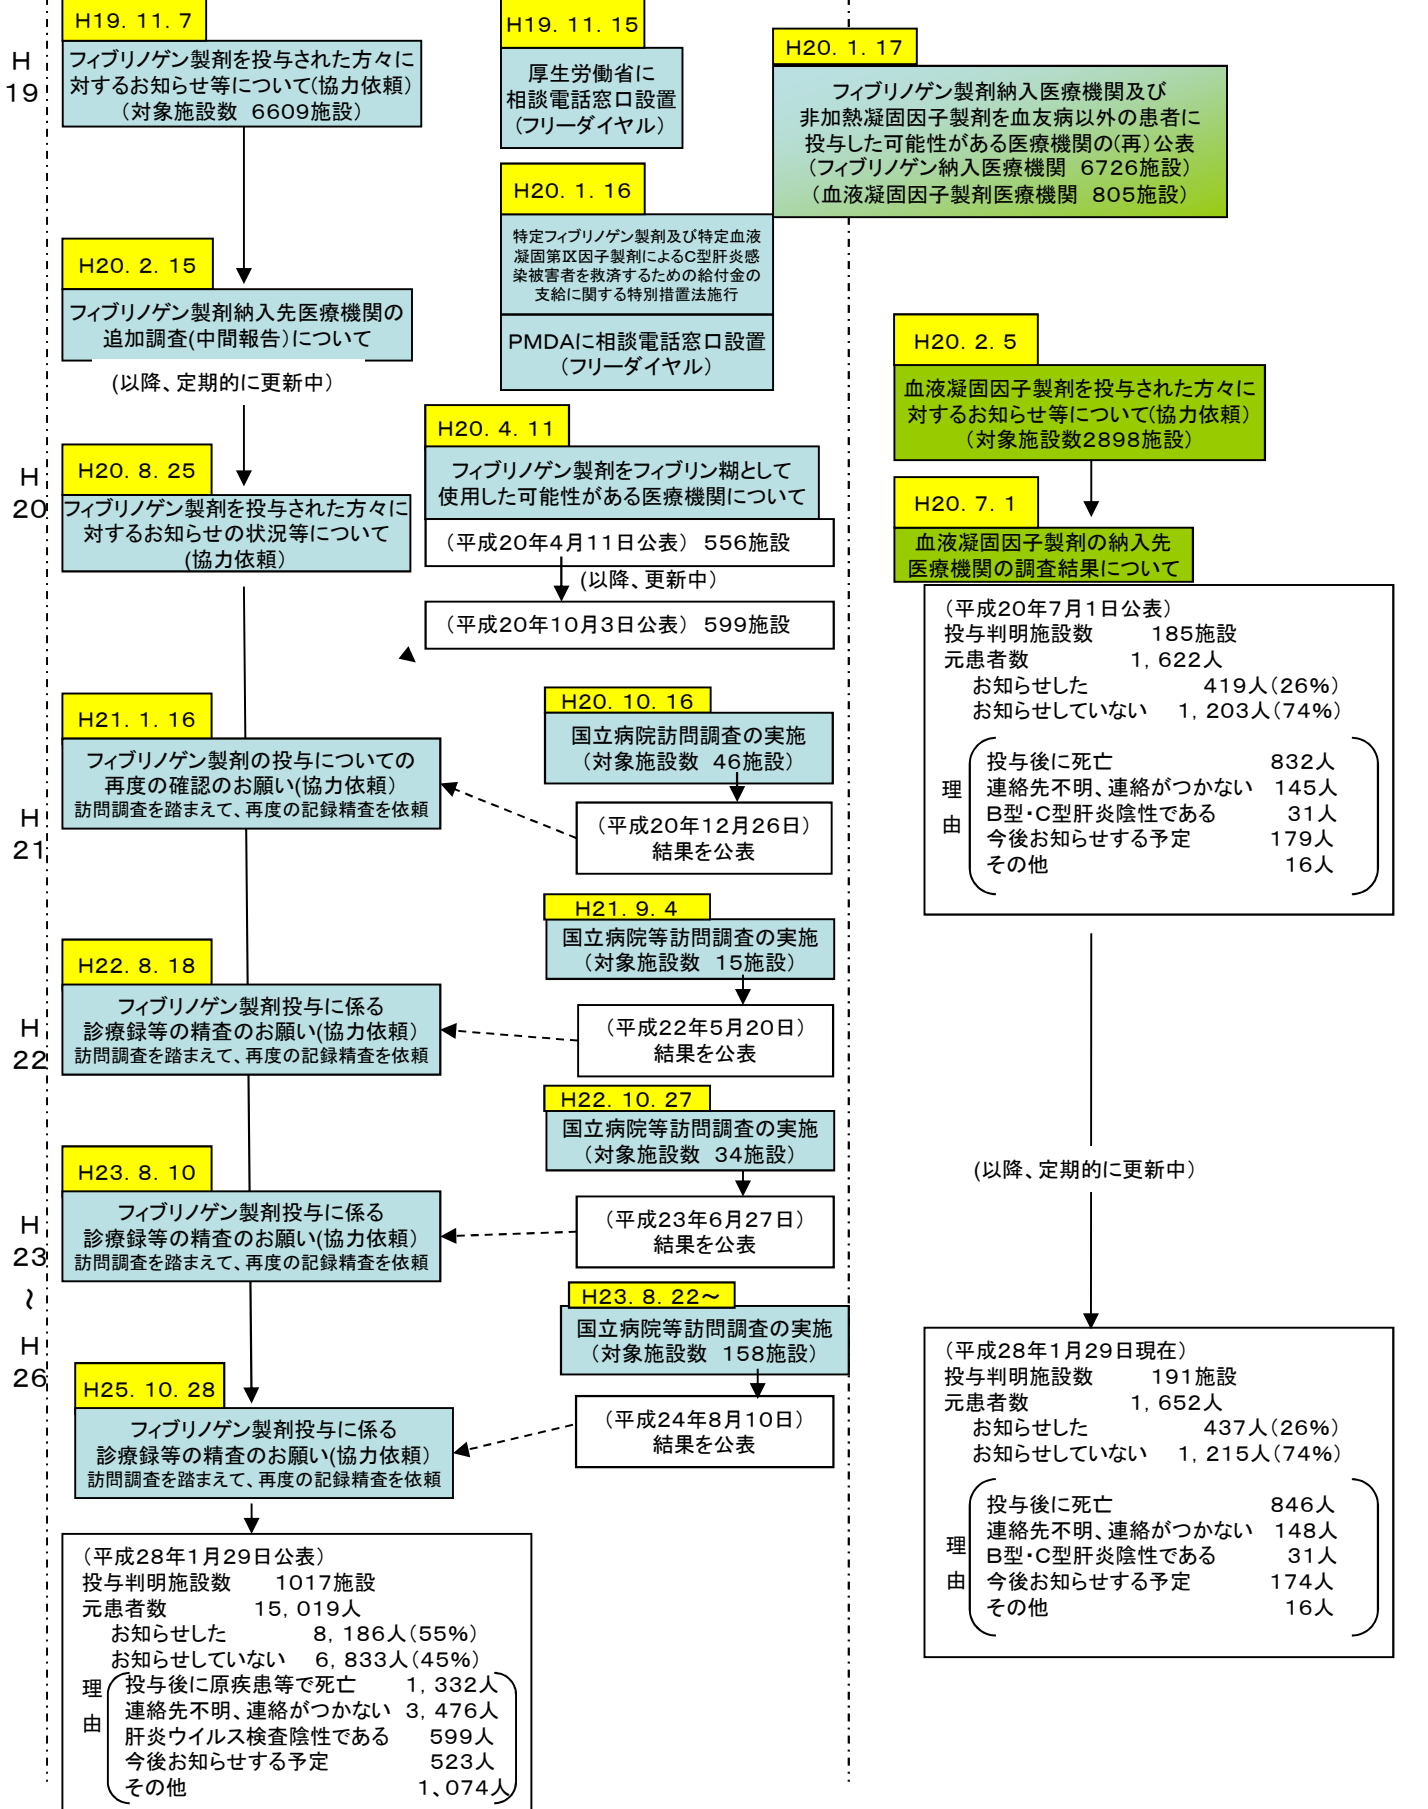 H
19
H19．11．7
フィブリノゲン製剤を投与された方々に
対するお知らせ等について(協力依頼)
（対象施設数　6609施設）
H19．11．15
厚生労働省に
相談電話窓口設置
(フリーダイヤル）
H20．1．17
フィブリノゲン製剤納入医療機関及び
非加熱凝固因子製剤を血友病以外の患者に
投与した可能性がある医療機関の(再)公表
（フィブリノゲン納入医療機関　6726施設）
（血液凝固因子製剤医療機関　805施設）
H20．1．16
特定フィブリノゲン製剤及び特定血液
凝固第Ⅸ因子製剤によるC型肝炎感
染被害者を救済するための給付金の
支給に関する特別措置法施行
PMDAに相談電話窓口設置
（フリーダイヤル）
H20．2．15
フィブリノゲン製剤納入先医療機関の
追加調査(中間報告）について
(以降、定期的に更新中）
H20．2．5
血液凝固因子製剤を投与された方々に
対するお知らせ等について(協力依頼）
（対象施設数2898施設）
H
20
H20．8．25
フィブリノゲン製剤を投与された方々に
対するお知らせの状況等について
(協力依頼）
H20．4．11
フィブリノゲン製剤をフィブリン糊として
使用した可能性がある医療機関について
（平成20年4月11日公表）　556施設
(以降、更新中）
（平成20年10月3日公表）　599施設
H20．7．1
血液凝固因子製剤の納入先
医療機関の調査結果について
（平成20年7月1日公表）
投与判明施設数　　185施設
元患者数　　1，622人
お知らせした　　419人（26%）
お知らせしていない　1，203人（74%）
理
由
投与後に死亡　　832人
連絡先不明、連絡がつかない　145人
B型・C型肝炎陰性である　　31人
今後お知らせする予定　　179人
その他　　16人
H
21
H21．1．16
フィブリノゲン製剤の投与についての
再度の確認のお願い(協力依頼）
訪問調査を踏まえて、再度の記録精査を依頼
H20．10．16
国立病院訪問調査の実施
（対象施設数　46施設）
（平成20年12月26日）
結果を公表
H21．9．4
国立病院等訪問調査の実施
（対象施設数　15施設）
（平成22年5月20日）
結果を公表
H
22
H22．8．18
フィブリノゲン製剤投与に係る
診療録等の精査のお願い(協力依頼）
訪問調査を踏まえて、再度の記録精査を依頼
H22．10．27
国立病院等訪問調査の実施
（対象施設数　34施設）
（平成23年6月27日）
結果を公表
H
23
～
H
26
H23．8．10
フィブリノゲン製剤投与に係る
診療録等の精査のお願い(協力依頼）
訪問調査を踏まえて、再度の記録精査を依頼
H23．8．22～
国立病院等訪問調査の実施
（対象施設数　158施設）
（平成24年8月10日）
結果を公表
H25．10．28
フィブリノゲン製剤投与に係る
診療録等の精査のお願い(協力依頼）
訪問調査を踏まえて、再度の記録精査を依頼
（平成28年1月29日公表）
投与判明施設数　　1017施設
元患者数　　15，019人
お知らせした　　8，186人（55%）
お知らせしていない　6，833人（45%）
理
由
投与後に原疾患等で死亡　　1，332人
連絡先不明、連絡がつかない　3，476人
肝炎ウイルス検査陰性である　　599人
今後お知らせする予定　　523人
その他　　1、074人
(以降、定期的に更新中）
（平成28年1月29日現在）
投与判明施設数　　191施設
元患者数　　1，652人
お知らせした　　437人（26%）
お知らせしていない　1，215人（74%）
理
由
投与後に死亡　　846人
連絡先不明、連絡がつかない　148人
B型・C型肝炎陰性である　　31人
今後お知らせする予定　　174人
その他　　16人